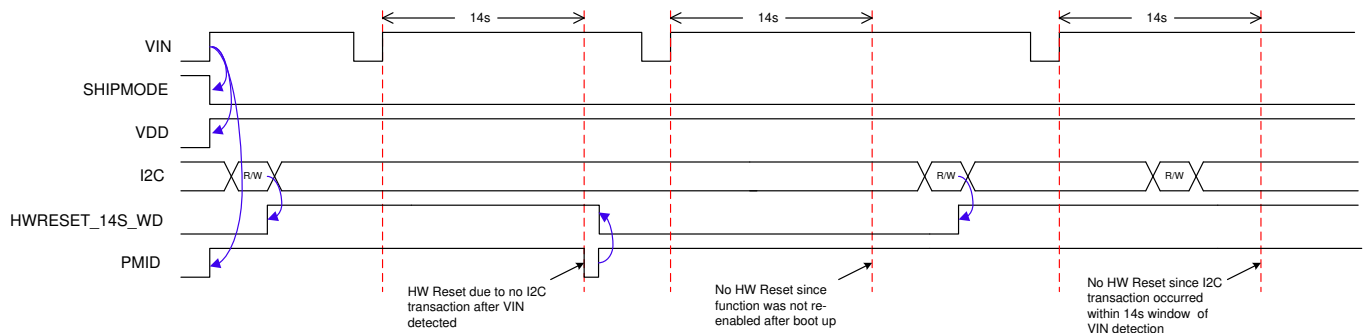 14s
14s
14s
VIN
SHIPMODE
VDD
I2C
R/W
R/W
R/W
HWRESET_14S_WD
PMID
HW Reset due to no I2C
transaction after VIN
detected
No HW Reset since
function was not re-
enabled after boot up
No HW Reset since I2C
transaction occurred
within 14s window of
VIN detection